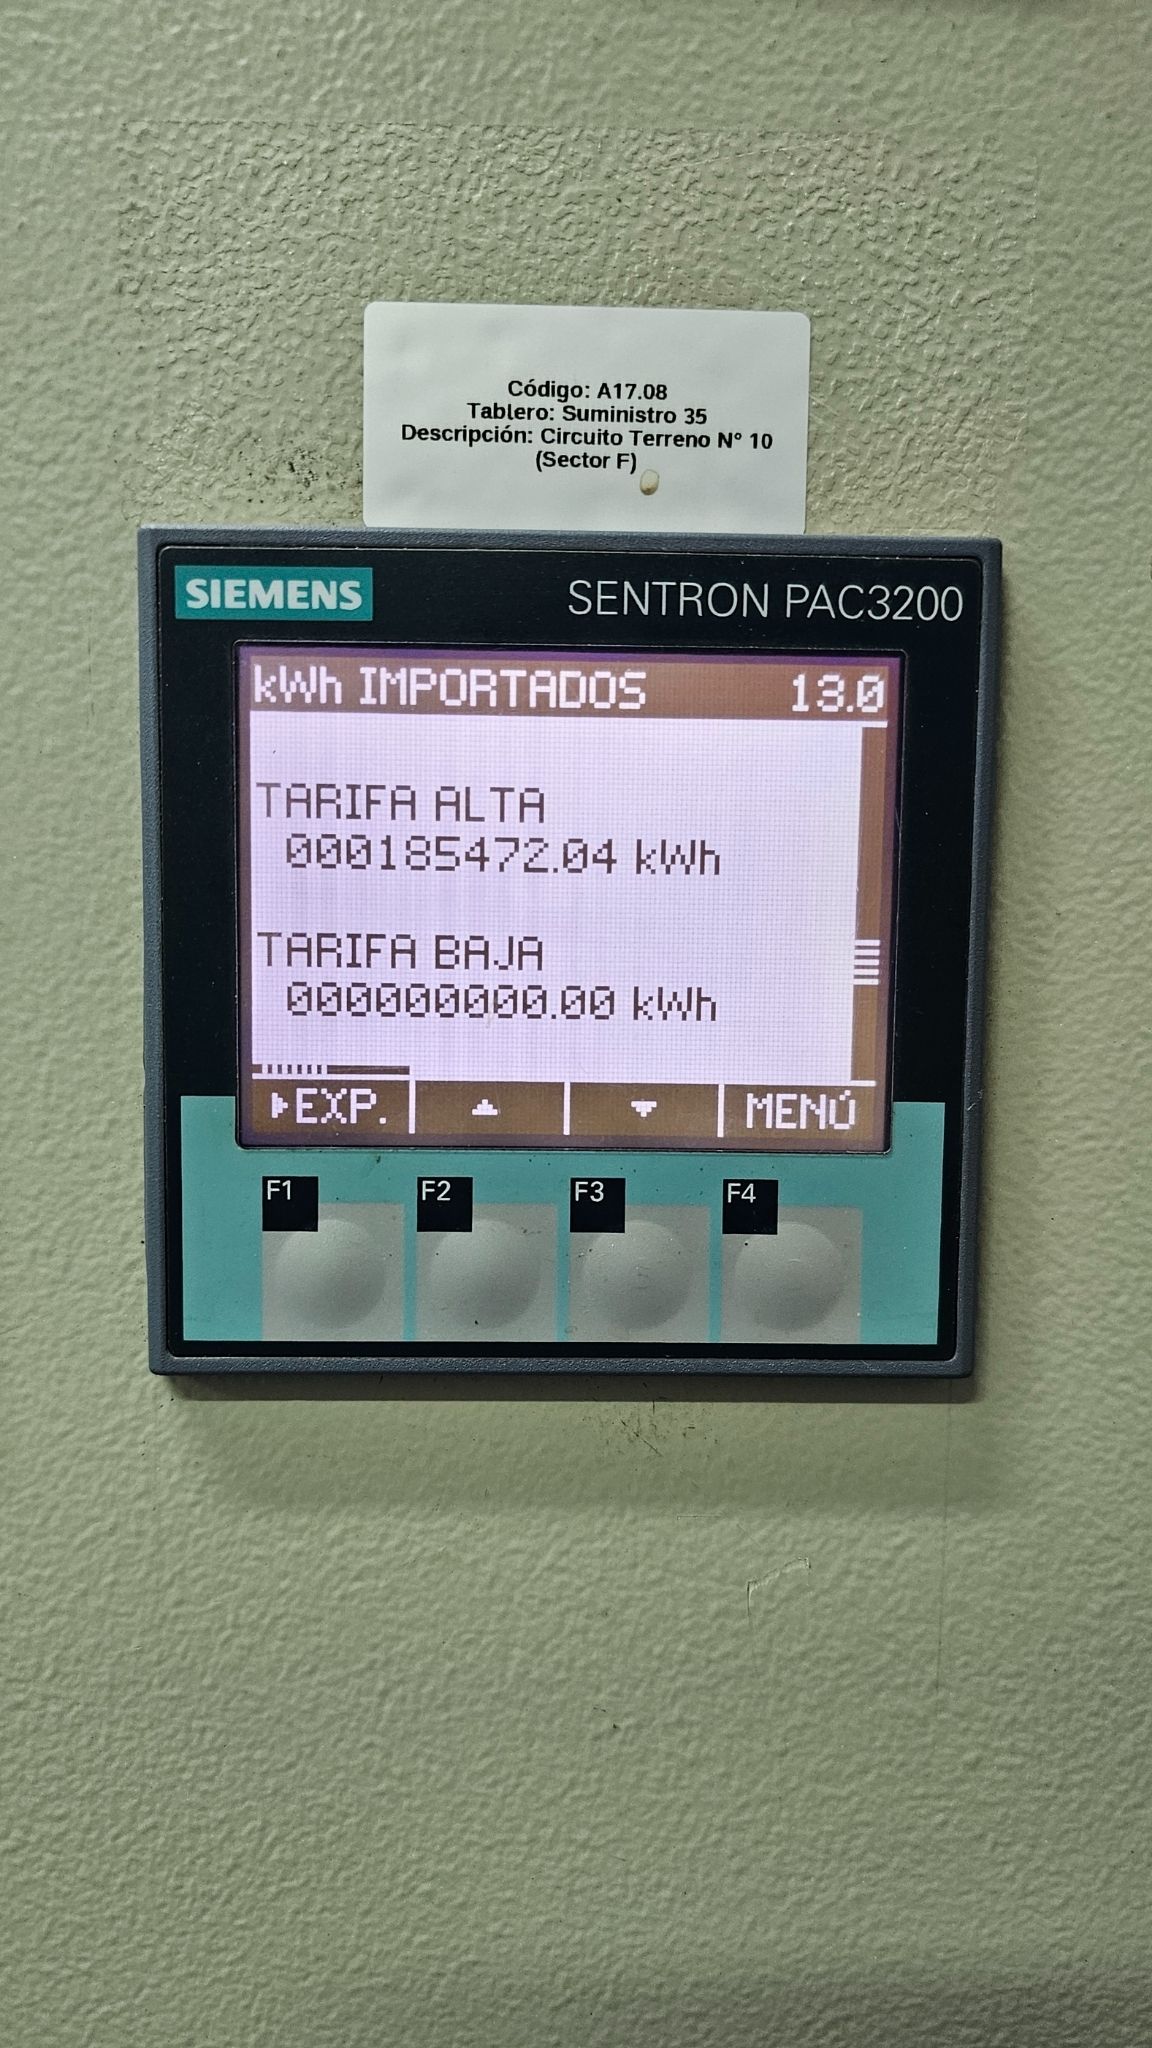 Código: A17.08
Tablero: Suministro 35
Descripción: Circuito Terreno N° 10
(Sector F)
SIEMENS
SENTRON PAC3200
kWh IMPORTADOS 13.0
TARIFA ALTA
000185472.04 kWh
TARIFA BAJA
000000000.00 kWh
▸EXP. ▲ ▼ MENÚ
F1 F2 F3 F4